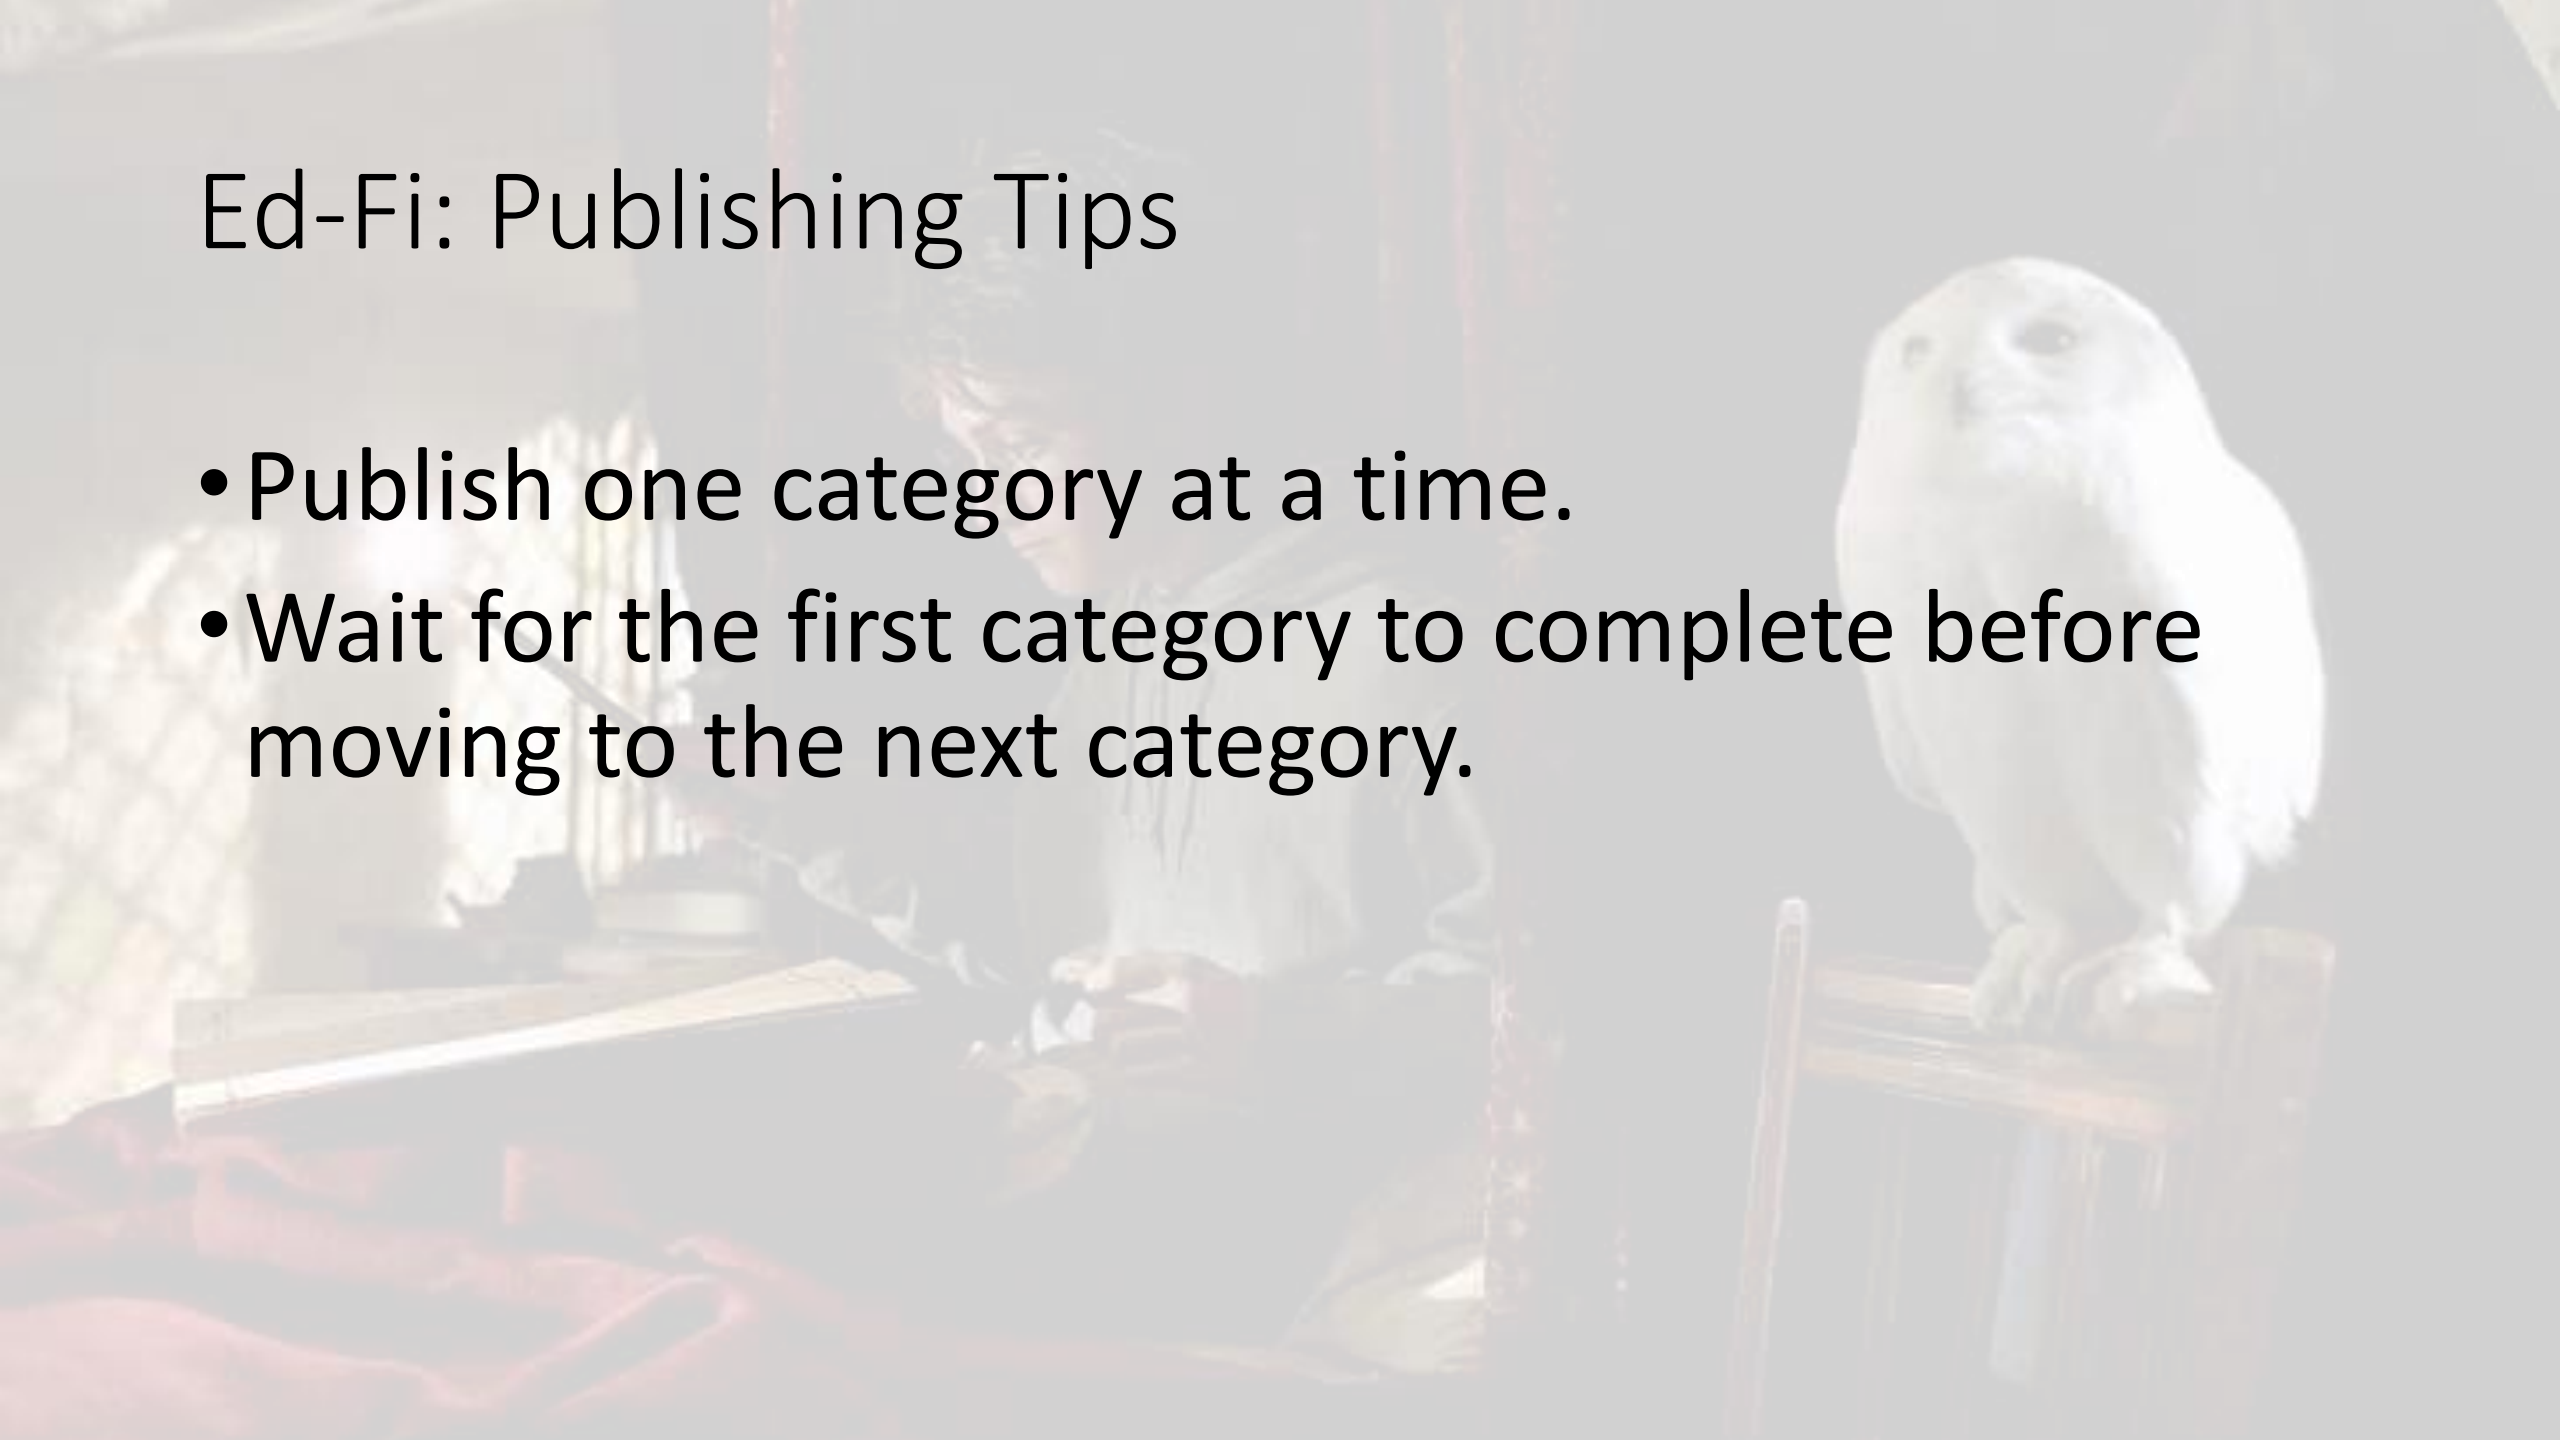 Ed-Fi: Publishing Tips
• Publish one category at a time.
• Wait for the first category to complete before
moving to the next category.